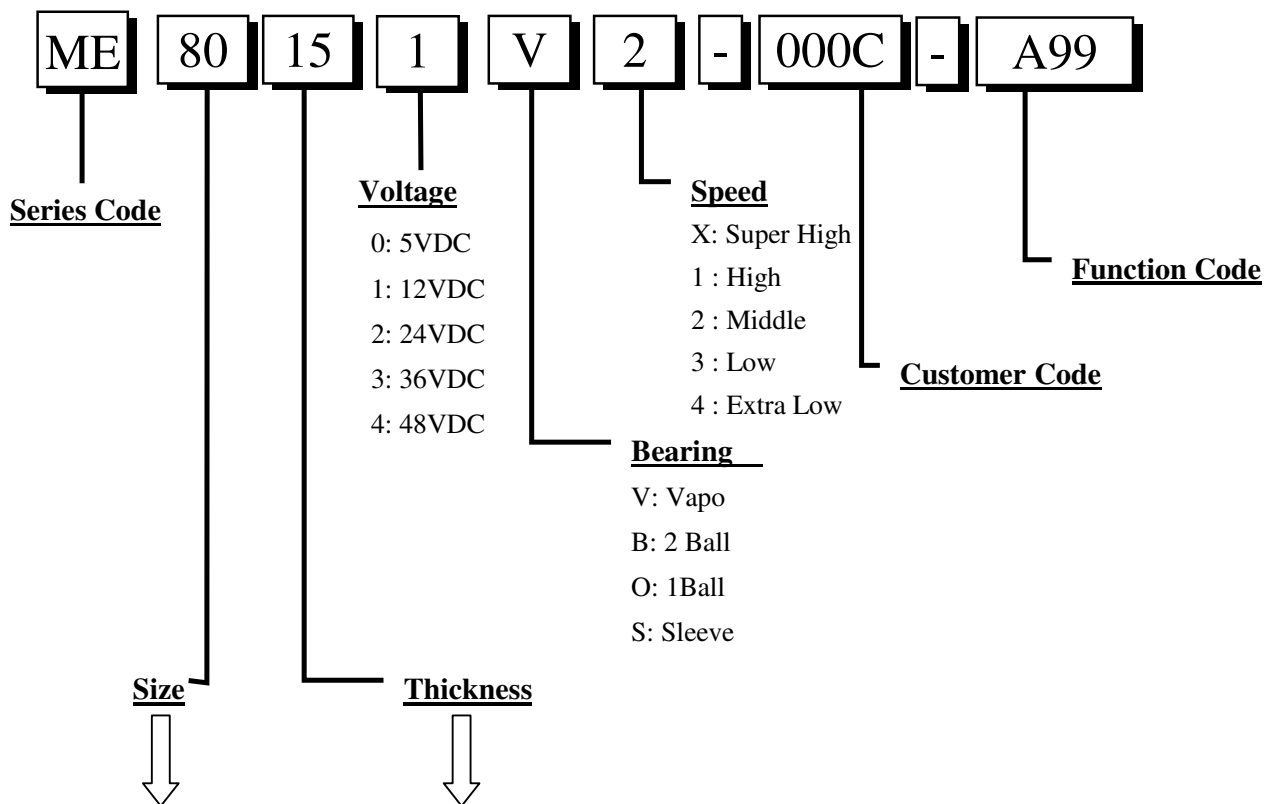 ME 80 15 1 V 2 - 000C - A99
Series Code
Voltage
0: 5VDC
1: 12VDC
2: 24VDC
3: 36VDC
4: 48VDC
Speed
X: Super High
1 : High
2 : Middle
3 : Low
4 : Extra Low
Function Code
Customer Code
Bearing
V: Vapo
B: 2 Ball
O: 1Ball
S: Sleeve
Size
Thickness